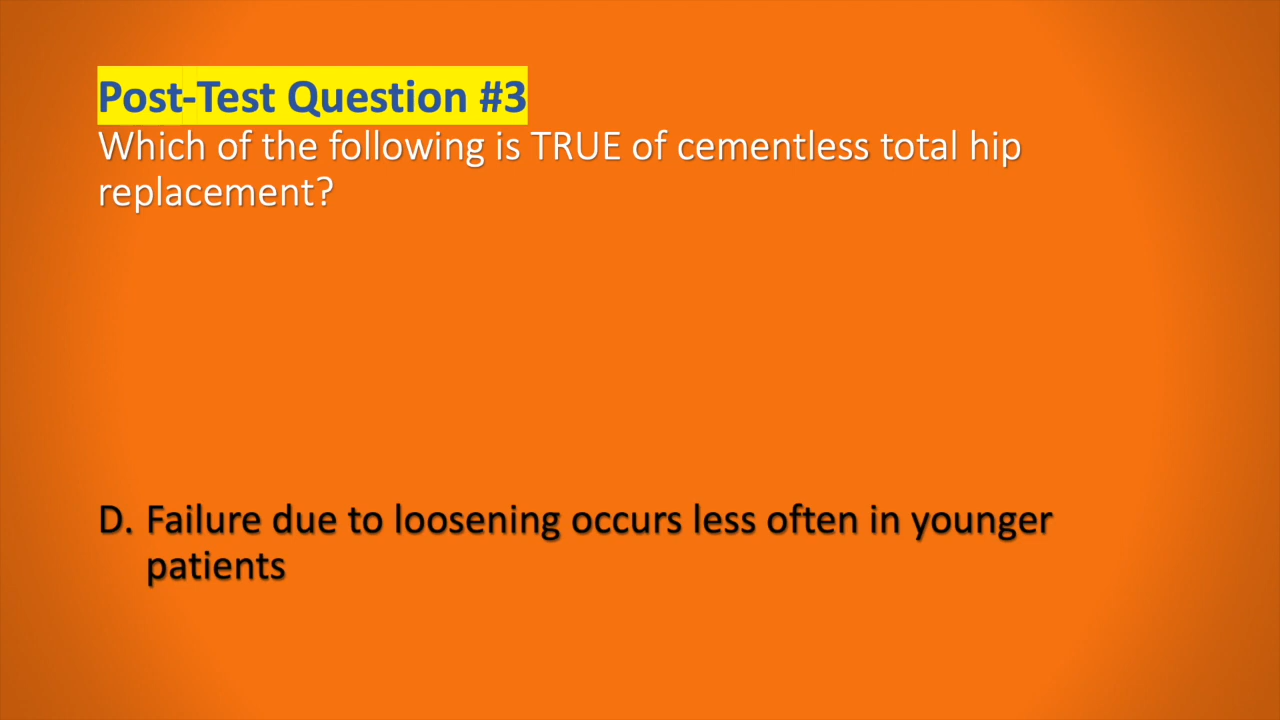 Post-Test Question #3
Which of the following is TRUE of cementless total hip
replacement?
D. Failure due to loosening occurs less often in younger
patients